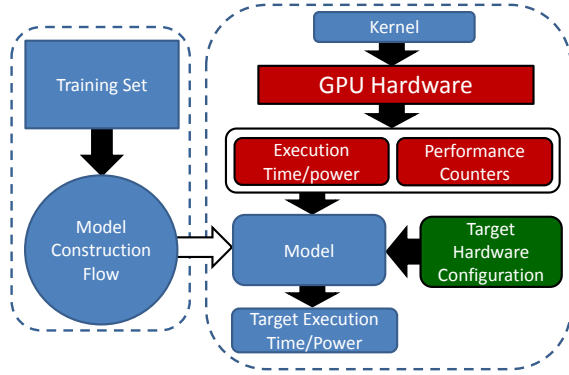 Training Set
Model
Construction
Flow
Kernel
GPU Hardware
Execution
Time/power
Performance
Counters
Model
Target
Hardware
Configuration
Target Execution
Time/Power